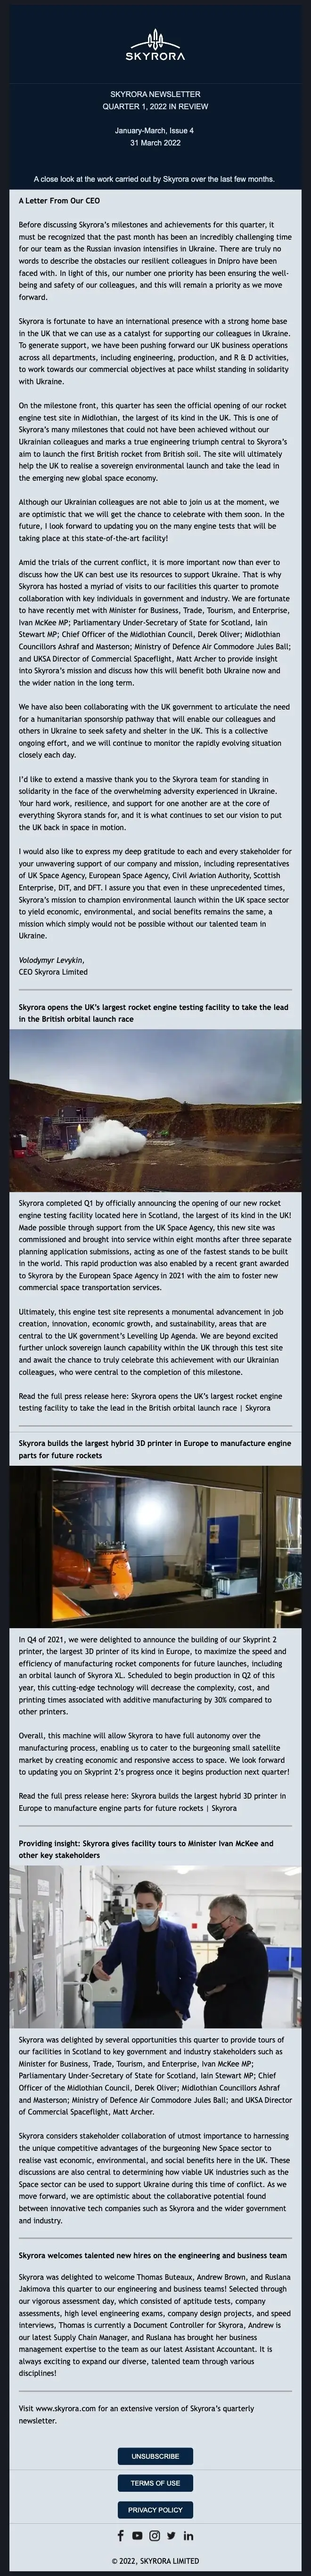 SKYRORA
SKYRORA NEWSLETTER
QUARTER 1, 2022 IN REVIEW
January-March, Issue 4
31 March 2022
A close look at the work carried out by Skyrora over the last few months.
A Letter From Our CEO
Before discussing Skyrora's milestones and achievements for this quarter, it
must be recognized that the past month has been an incredibly challenging time
for our team as the Russian invasion intensifies in Ukraine. There are truly no
words to describe the obstacles our resilient colleagues in Dnipro have been
faced with. In light of this, our number one priority has been ensuring the well-
being and safety of our colleagues, and this will remain a priority as we move
forward.
Skyrora is fortunate to have an international presence with a strong home base
in the UK that we can use as a catalyst for supporting our colleagues in Ukraine.
To generate support, we have been pushing forward our UK business operations
across all departments, including engineering, production, and R & D activities,
to work towards our commercial objectives at pace whilst standing in solidarity
with Ukraine.
On the milestone front, this quarter has seen the official opening of our rocket
engine test site in Midlothian, the largest of its kind in the UK. This is one of
Skyrora's many milestones that could not have been achieved without our
Ukrainian colleagues and marks a true engineering triumph central to Skyrora's
aim to launch the first British rocket from British soil. The site will ultimately
help the UK to realise a sovereign environmental launch and take the lead in
the emerging new global space economy.
Although our Ukrainian colleagues are not able to join us at the moment, we
are optimistic that we will get the chance to celebrate with them soon. In the
future, I look forward to updating you on the many engine tests that will be
taking place at this state-of-the-art facility!
Amid the trials of the current conflict, it is more important now than ever to
discuss how the UK can best use its resources to support Ukraine. That is why
Skyrora has hosted a myriad of visits to our facilities this quarter to promote
collaboration with key individuals in government and industry. We are fortunate
to have recently met with Minister for Business, Trade, Tourism, and Enterprise,
Ivan McKee MP; Parliamentary Under-Secretary of State for Scotland, Iain
Stewart MP; Chief Officer of the Midlothian Council, Derek Oliver; Midlothian
Councillors Ashraf and Masterson; Ministry of Defence Air Commodore Jules Ball;
and UKSA Director of Commercial Spaceflight, Matt Archer to provide insight
into Skyrora's mission and discuss how this will benefit both Ukraine now and
the wider nation in the long term.
We have also been collaborating with the UK government to articulate the need
for a humanitarian sponsorship pathway that will enable our colleagues and
others in Ukraine to seek safety and shelter in the UK. This is a collective
ongoing effort, and we will continue to monitor the rapidly evolving situation
closely each day.
I'd like to extend a massive thank you to the Skyrora team for standing in
solidarity in the face of the overwhelming adversity experienced in Ukraine.
Your hard work, resilience, and support for one another are at the core of
everything Skyrora stands for, and it is what continues to set our vision to put
the UK back in space in motion.
I would also like to express my deep gratitude to each and every stakeholder for
your unwavering support of our company and mission, including representatives
of UK Space Agency, European Space Agency, Civil Aviation Authority, Scottish
Enterprise, DIT, and DFT. I assure you that even in these unprecedented times,
Skyrora's mission to champion environmental launch within the UK space sector
to yield economic, environmental, and social benefits remains the same, a
mission which simply would not be possible without our talented team in
Ukraine.
Volodymyr Levykin,
CEO Skyrora Limited
Skyrora opens the UK's largest rocket engine testing facility to take the lead
in the British orbital launch race
Skyrora completed Q1 by officially announcing the opening of our new rocket
engine testing facility located here in Scotland, the largest of its kind in the UK!
Made possible through support from the UK Space Agency, this new site was
commissioned and brought into service within eight months after three separate
planning application submissions, acting as one of the fastest stands to be built
in the world. This rapid production was also enabled by a recent grant awarded
to Skyrora by the European Space Agency in 2021 with the aim to foster new
commercial space transportation services.
Ultimately, this engine test site represents a monumental advancement in job
creation, innovation, economic growth, and sustainability, areas that are
central to the UK government's Levelling Up Agenda. We are beyond excited
further unlock sovereign launch capability within the UK through this test site
and await the chance to truly celebrate this achievement with our Ukrainian
colleagues, who were central to the completion of this milestone.
Read the full press release here: Skyrora opens the UK's largest rocket engine
testing facility to take the lead in the British orbital launch race | Skyrora
Skyrora builds the largest hybrid 3D printer in Europe to manufacture engine
parts for future rockets
In Q4 of 2021, we were delighted to announce the building of our Skyprint 2
printer, the largest 3D printer of its kind in Europe, to maximize the speed and
efficiency of manufacturing rocket components for future launches, including
an orbital launch of Skyrora XL. Scheduled to begin production in Q2 of this
year, this cutting-edge technology will decrease the complexity, cost, and
printing times associated with additive manufacturing by 30% compared to
other printers.
Overall, this machine will allow Skyrora to have full autonomy over the
manufacturing process, enabling us to cater to the burgeoning small satellite
market by creating economic and responsive access to space. We look forward
to updating you on Skyprint 2's progress once it begins production next quarter!
Read the full press release here: Skyrora builds the largest hybrid 3D printer in
Europe to manufacture engine parts for future rockets | Skyrora
Providing insight: Skyrora gives facility tours to Minister Ivan McKee and
other key stakeholders
Skyrora was delighted by several opportunities this quarter to provide tours of
our facilities in Scotland to key government and industry stakeholders such as
Minister for Business, Trade, Tourism, and Enterprise, Ivan McKee MP;
Parliamentary Under-Secretary of State for Scotland, Iain Stewart MP; Chief
Officer of the Midlothian Council, Derek Oliver; Midlothian Councillors Ashraf
and Masterson; Ministry of Defence Air Commodore Jules Ball; and UKSA Director
of Commercial Spaceflight, Matt Archer.
Skyrora considers stakeholder collaboration of utmost importance to harnessing
the unique competitive advantages of the burgeoning New Space sector to
realise vast economic, environmental, and social benefits here in the UK. These
discussions are also central to determining how viable UK industries such as the
Space sector can be used to support Ukraine during this time of conflict. As we
move forward, we are optimistic about the collaborative potential found
between innovative tech companies such as Skyrora and the wider government
and industry.
Skyrora welcomes talented new hires on the engineering and business team
Skyrora was delighted to welcome Thomas Buteaux, Andrew Brown, and Ruslana
Jakimova this quarter to our engineering and business teams! Selected through
our vigorous assessment day, which consisted of aptitude tests, company
assessments, high level engineering exams, company design projects, and speed
interviews, Thomas is currently a Document Controller for Skyrora, Andrew is
our latest Supply Chain Manager, and Ruslana has brought her business
management expertise to the team as our latest Assistant Accountant. It is
always exciting to expand our diverse, talented team through various
disciplines!
Visit www.skyrora.com for an extensive version of Skyrora's quarterly
newsletter.
UNSUBSCRIBE
TERMS OF USE
PRIVACY POLICY
© 2022, SKYRORA LIMITED